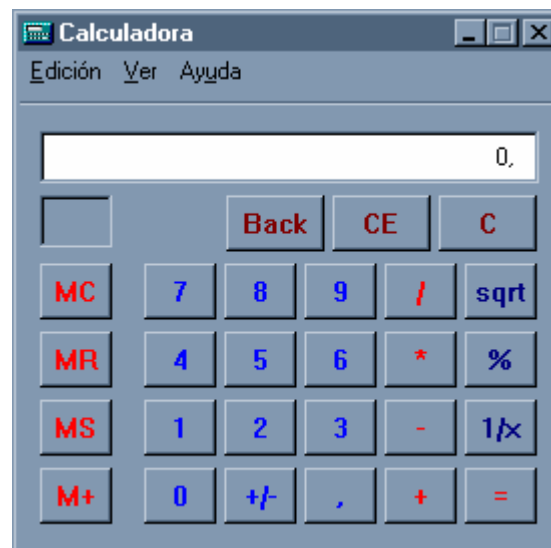 Calculadora
Edición Ver Ayuda
0,
Back CE C
MC 7 8 9 / sqrt
MR 4 5 6 * %
MS 1 2 3 - 1/x
M+ 0 +/- , + =